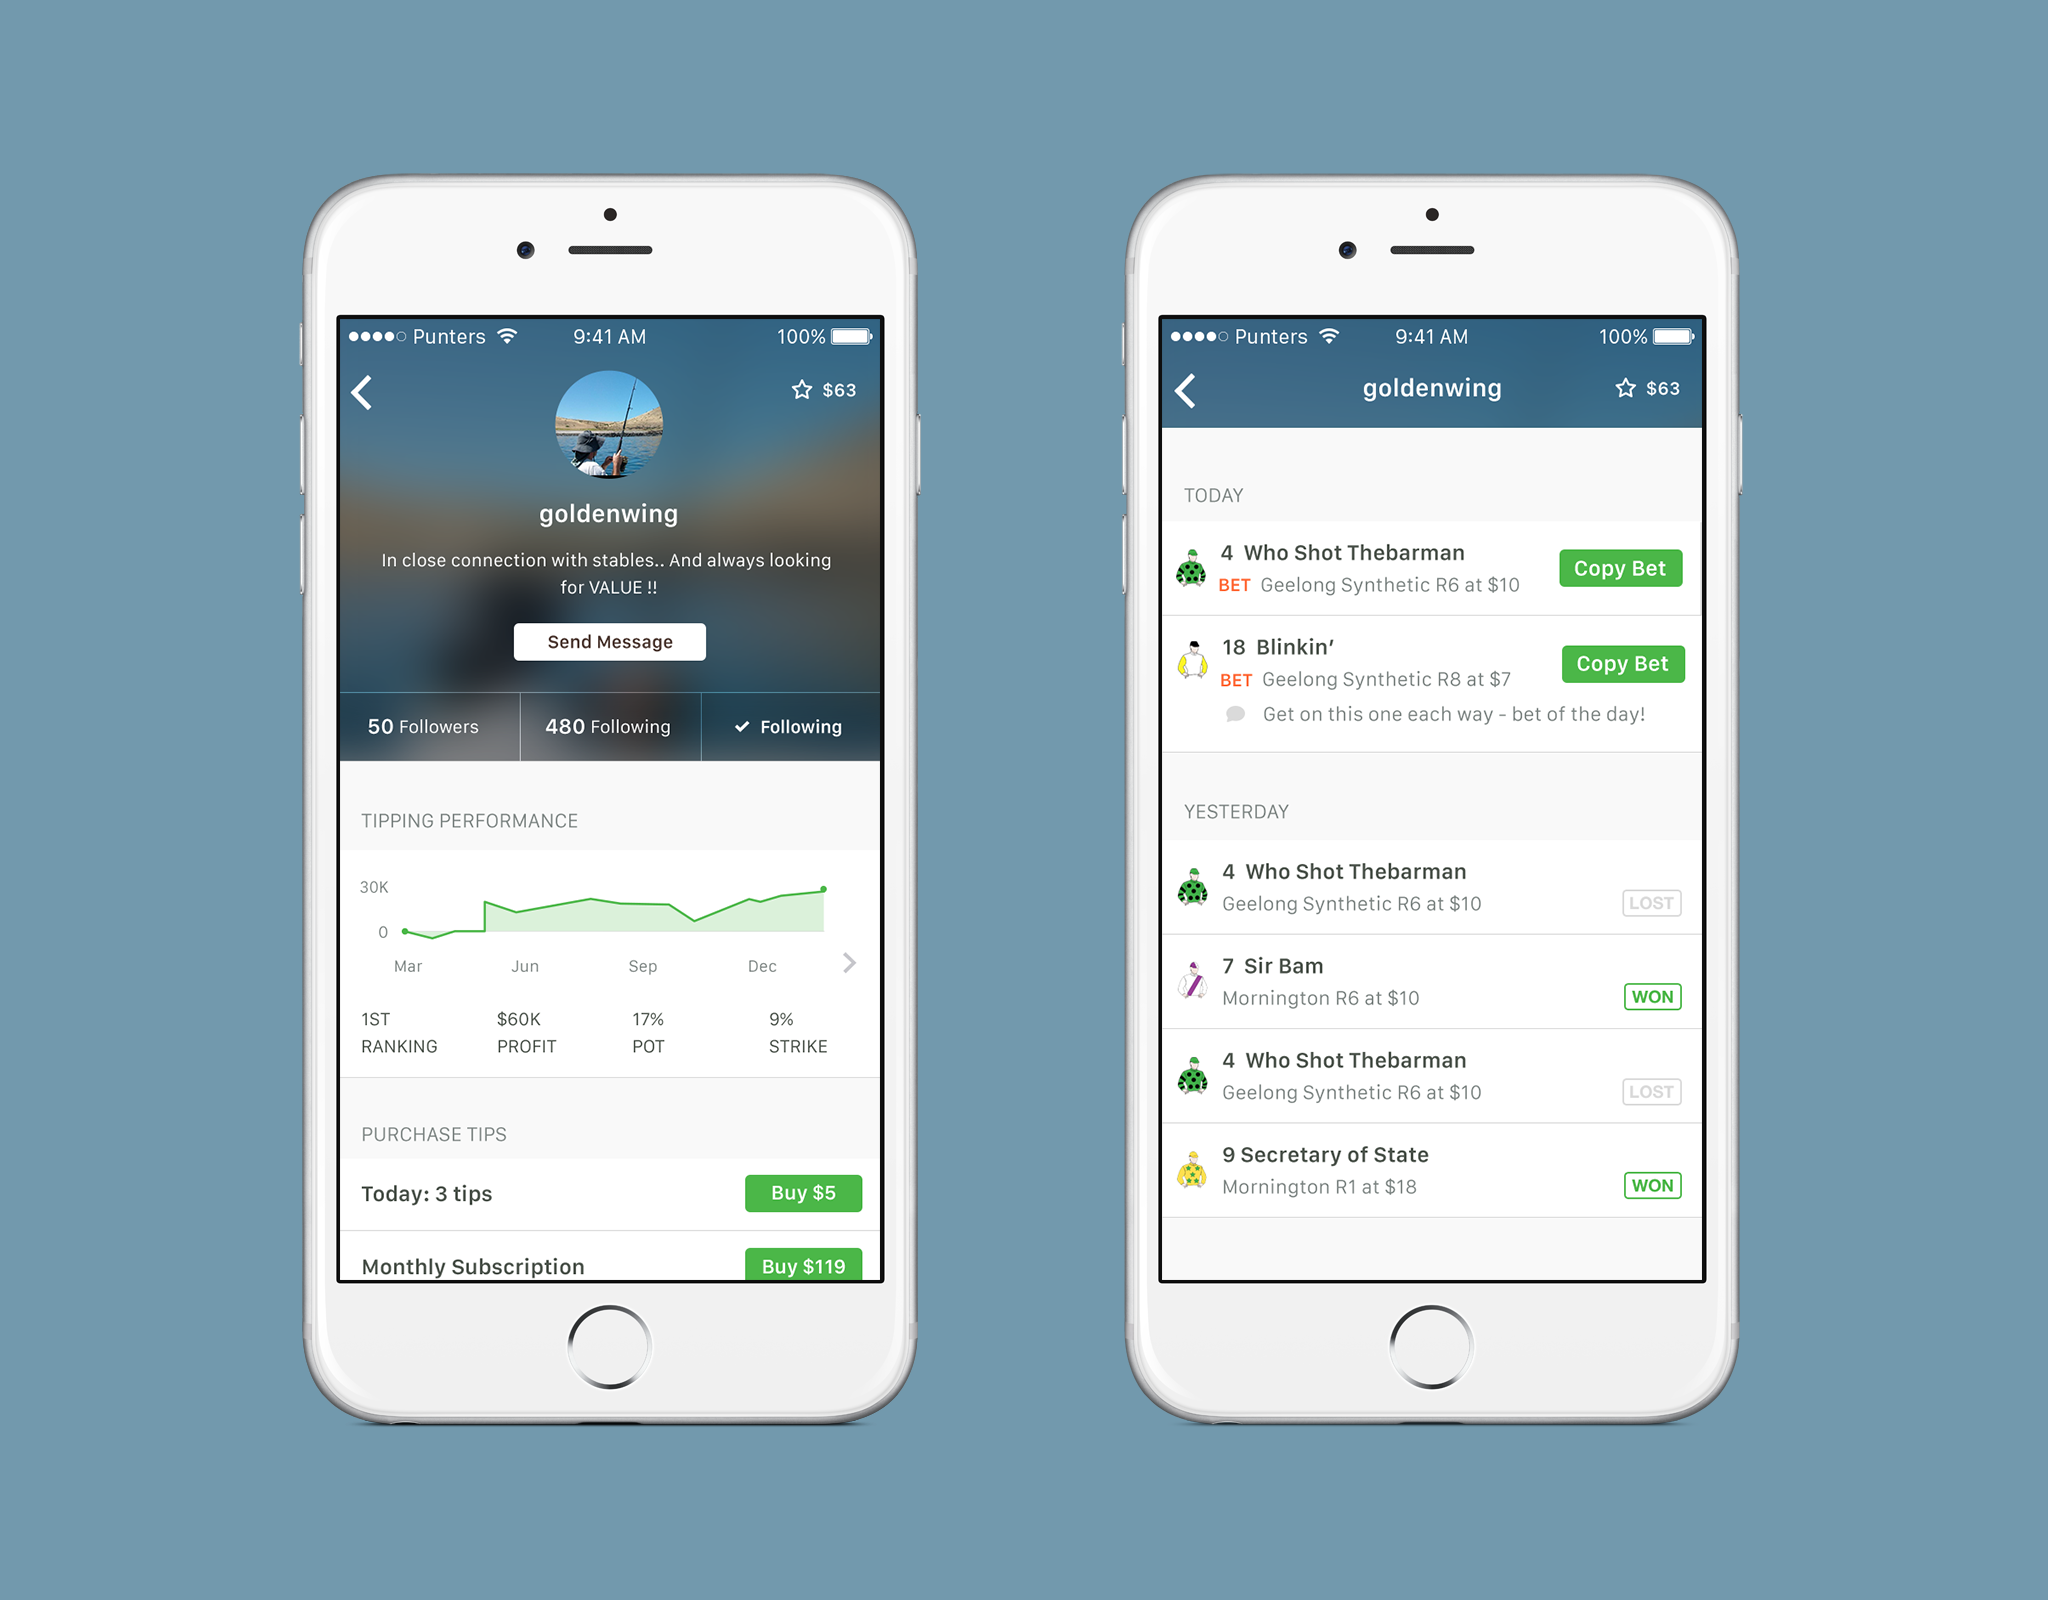 Punters 9:41 AM 100%
$63
goldenwing
In close connection with stables.. And always looking
for VALUE !!
Send Message
50 Followers 480 Following Following
TIPPING PERFORMANCE
30K
0
Mar Jun Sep Dec
1ST $60K 17% 9%
RANKING PROFIT POT STRIKE
PURCHASE TIPS
Today: 3 tips Buy $5
Monthly Subscription Buy $119
Punters 9:41 AM 100%
goldenwing $63
TODAY
4 Who Shot Thebarman
BET Geelong Synthetic R6 at $10
Copy Bet
18 Blinkin’
BET Geelong Synthetic R8 at $7
Copy Bet
Get on this one each way - bet of the day!
YESTERDAY
4 Who Shot Thebarman
Geelong Synthetic R6 at $10
LOST
7 Sir Bam
Mornington R6 at $10
WON
4 Who Shot Thebarman
Geelong Synthetic R6 at $10
LOST
9 Secretary of State
Mornington R1 at $18
WON